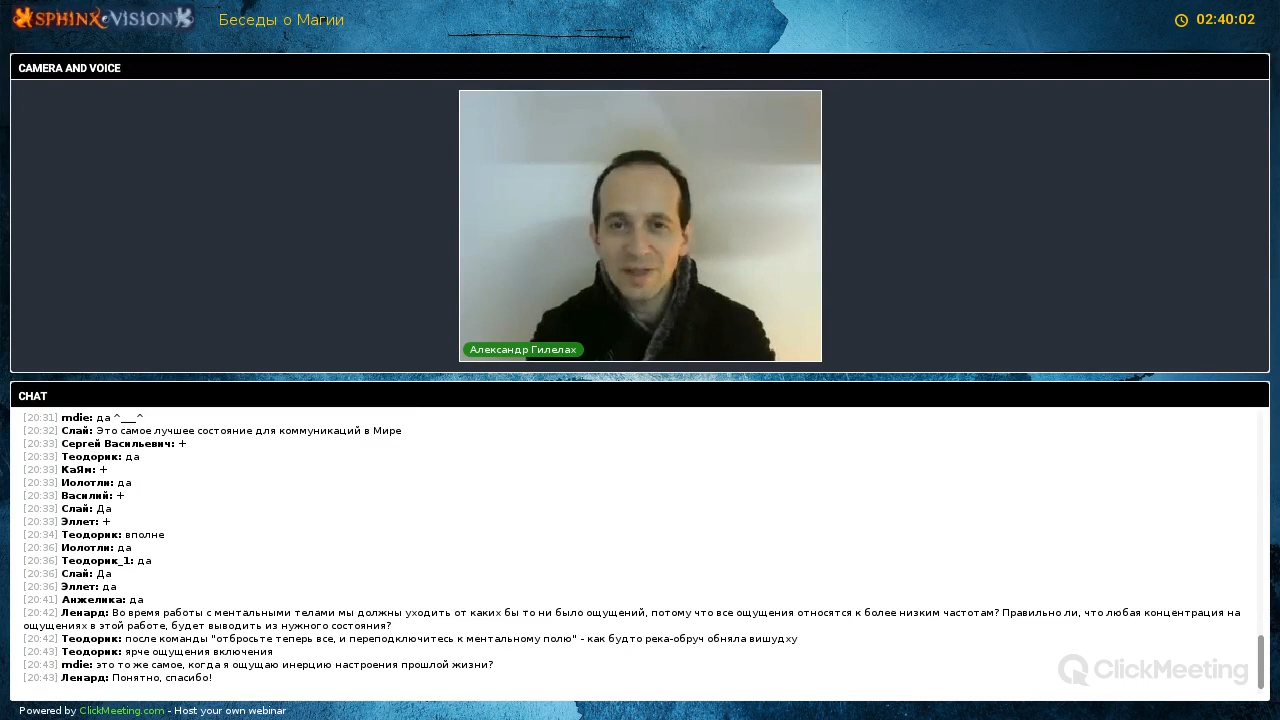 SPHINX VISION Беседы о Магии 02:40:02
CAMERA AND VOICE
Александр Гилелах
CHAT
[20:31] mdie: да ^___^
[20:32] Слай: Это самое лучшее состояние для коммуникаций в Мире
[20:33] Сергей Васильевич: +
[20:33] Теодорик: да
[20:33] КаЯм: +
[20:33] Иолотли: да
[20:33] Василий: +
[20:33] Слай: Да
[20:33] Эллет: +
[20:34] Теодорик: вполне
[20:36] Иолотли: да
[20:36] Теодорик_1: да
[20:36] Слай: Да
[20:36] Эллет: да
[20:41] Анжелика: да
[20:42] Ленард: Во время работы с ментальными телами мы должны уходить от каких бы то ни было ощущений, потому что все ощущения относятся к более низким частотам? Правильно ли, что любая концентрация на
ощущениях в этой работе, будет выводить из нужного состояния?
[20:42] Теодорик: после команды "отбросьте теперь все, и переподключитесь к ментальному полю" - как будто река-обруч обняла вишудху
[20:43] Теодорик: ярче ощущения включения
[20:43] mdie: это то же самое, когда я ощущаю инерцию настроения прошлой жизни?
[20:43] Ленард: Понятно, спасибо!
ClickMeeting
Powered by ClickMeeting.com - Host your own webinar